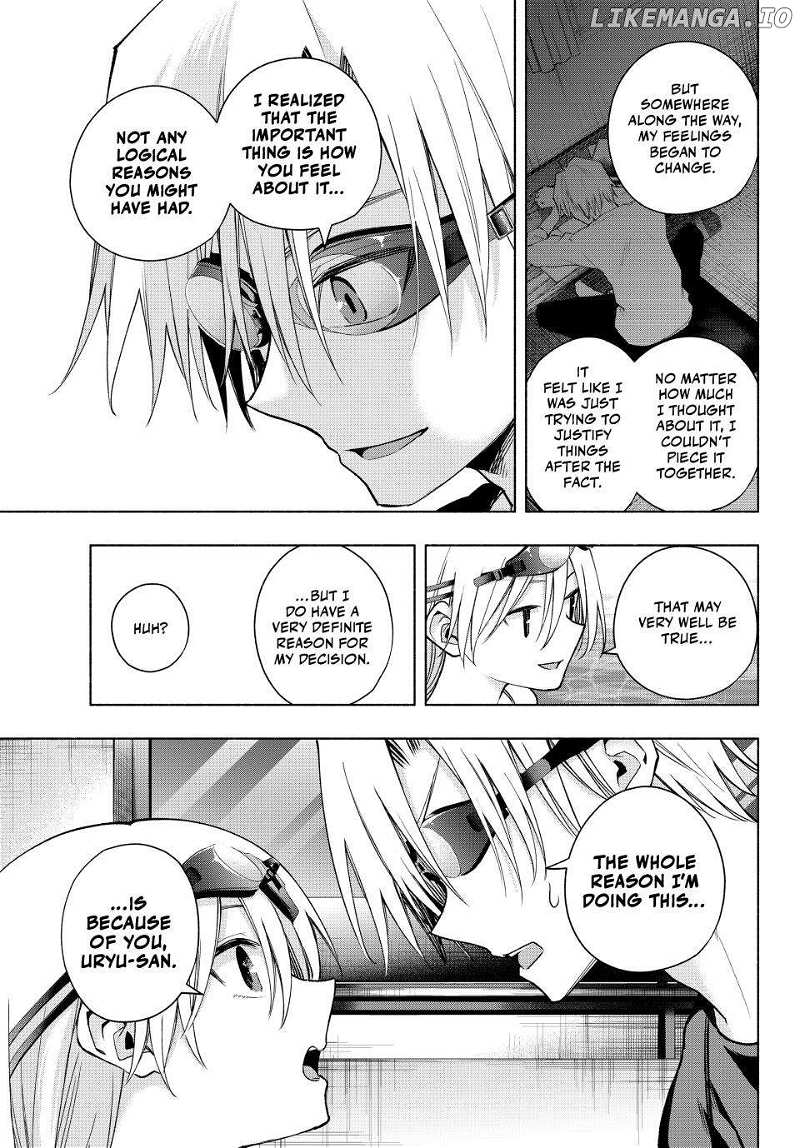 LIKEMANGA.IO
BUT
SOMEWHERE
ALONG THE WAY,
MY FEELINGS
BEGAN TO
CHANGE.
NO MATTER
HOW MUCH
I THOUGHT
ABOUT IT, I
COULDN'T
PIECE IT
TOGETHER.
IT
FELT LIKE I
WAS JUST
TRYING TO
JUSTIFY
THINGS
AFTER THE
FACT.
I REALIZED
THAT THE
IMPORTANT
THING IS HOW
YOU FEEL
ABOUT IT...
NOT ANY
LOGICAL
REASONS
YOU MIGHT
HAVE HAD.
THAT MAY
VERY WELL BE
TRUE...
...BUT I
DO HAVE A
VERY DEFINITE
REASON FOR
MY DECISION.
HUH?
THE WHOLE
REASON I'M
DOING THIS...
...IS
BECAUSE
OF YOU,
URYU-SAN.